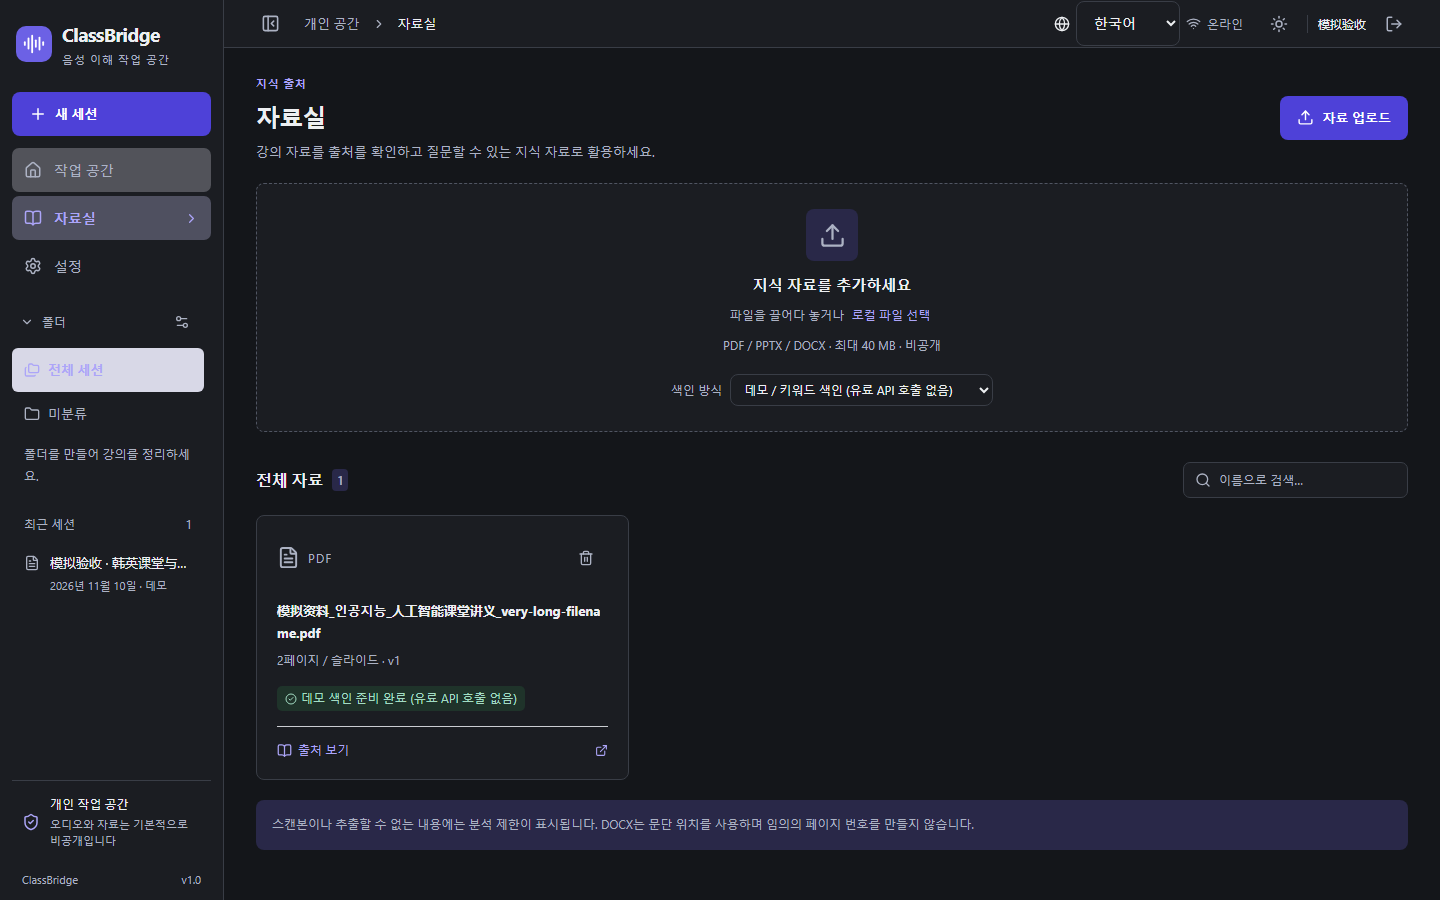 ClassBridge
음성 이해 작업 공간
새 세션
작업 공간
자료실
설정
폴더
전체 세션
미분류
폴더를 만들어 강의를 정리하세
요.
최근 세션 1
模拟验收 · 韩英课堂与...
2026년 11월 10일 · 데모
개인 작업 공간
오디오와 자료는 기본적으로
비공개입니다
ClassBridge v1.0
개인 공간 > 자료실
한국어
온라인
模拟验收
지식 출처
자료실
강의 자료를 출처를 확인하고 질문할 수 있는 지식 자료로 활용하세요.
자료 업로드
지식 자료를 추가하세요
파일을 끌어다 놓거나 로컬 파일 선택
PDF / PPTX / DOCX · 최대 40 MB · 비공개
색인 방식 데모 / 키워드 색인 (유료 API 호출 없음)
전체 자료 1
이름으로 검색...
PDF
模拟资料_인공지능_人工智能课堂讲义_very-long-filena
me.pdf
2페이지 / 슬라이드 · v1
데모 색인 준비 완료 (유료 API 호출 없음)
출처 보기
스캔본이나 추출할 수 없는 내용에는 분석 제한이 표시됩니다. DOCX는 문단 위치를 사용하며 임의의 페이지 번호를 만들지 않습니다.